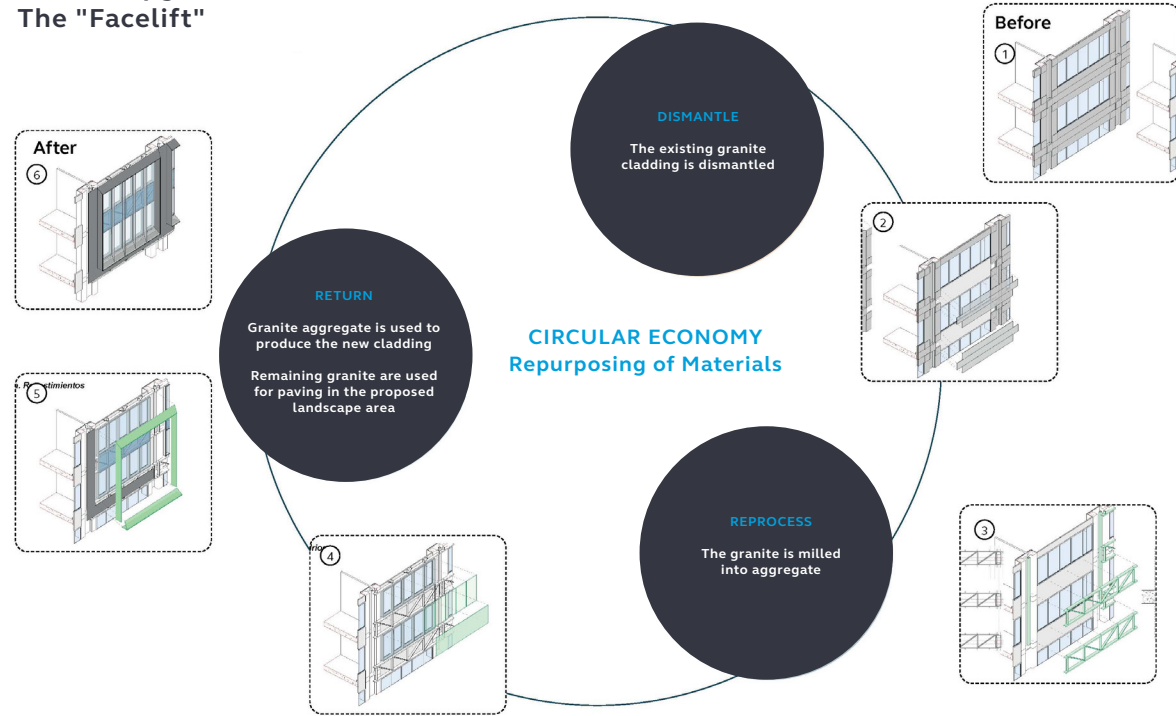 The "Facelift"
Before
1
DISMANTLE
The existing granite
cladding is dismantled
After
6
2
RETURN
Granite aggregate is used to
produce the new cladding
Remaining granite are used
for paving in the proposed
landscape area
CIRCULAR ECONOMY
Repurposing of Materials
5
REPROCESS
The granite is milled
into aggregate
3
4